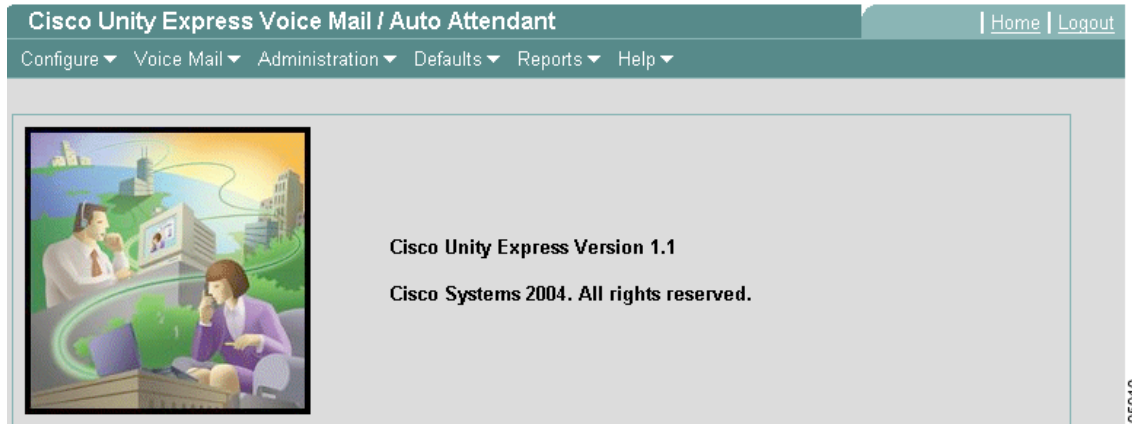 Cisco Unity Express Voice Mail / Auto Attendant
Home | Logout
Configure Voice Mail Administration Defaults Reports Help
Cisco Unity Express Version 1.1
Cisco Systems 2004. All rights reserved.